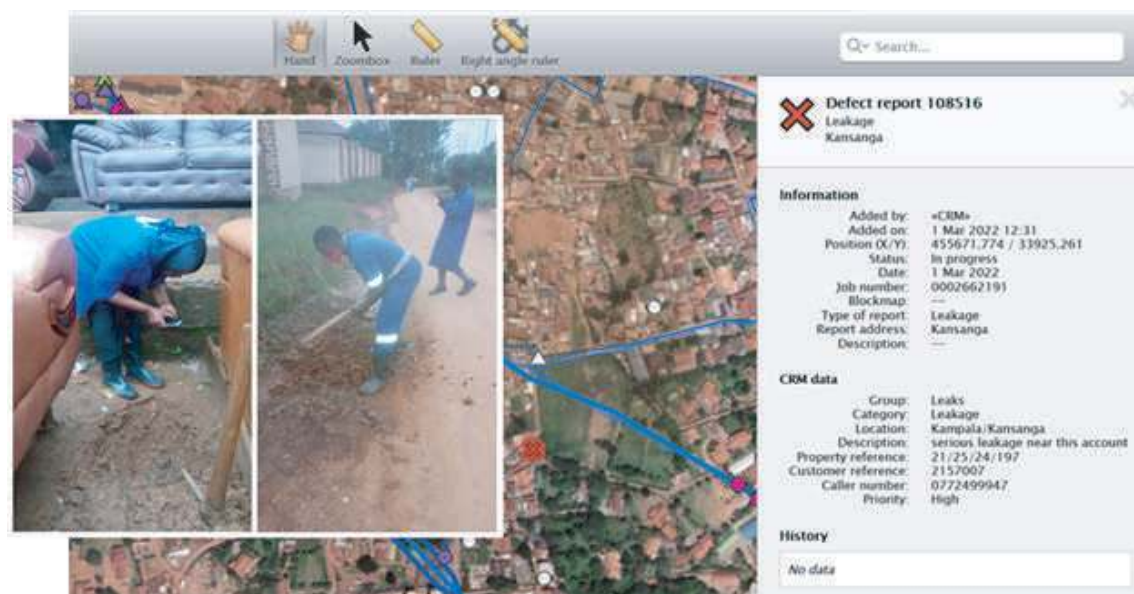 Hand Zoombox Ruler Right angle ruler
Search...
Defect report 108516
Leakage
Kansanga
Information
Added by: «CRM»
Added on: 1 Mar 2022 12:31
Position (X/Y): 455671,774 / 33925,261
Status: In progress
Date: 1 Mar 2022
Job number: 0002662191
Blockmap: —
Type of report: Leakage
Report address: Kansanga
Description: —
CRM data
Group: Leaks
Category: Leakage
Location: Kampala/Kansanga
Description: serious leakage near this account
Property reference: 21/25/24/197
Customer reference: 2157007
Caller number: 0772499947
Priority: High
History
No data